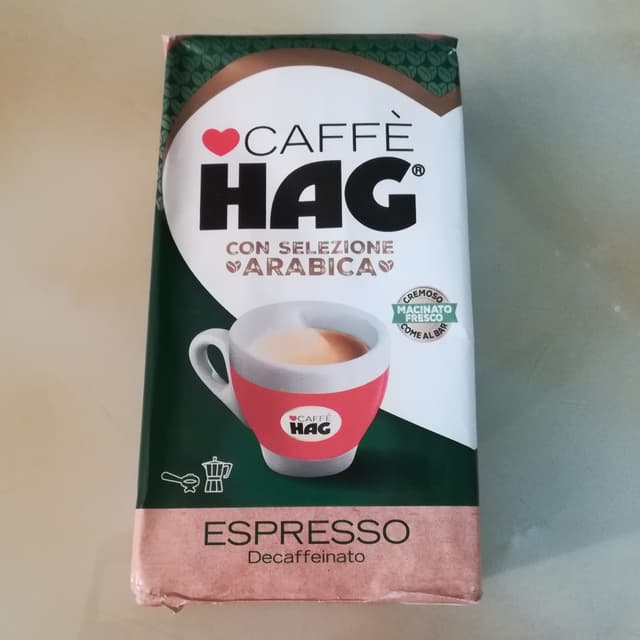 CAFFÈ
HAG®
CON SELEZIONE
ARABICA
CREMOSO
MACINATO
FRESCO
COME AL BAR
CAFFÈ
HAG
ESPRESSO
Decaffeinato